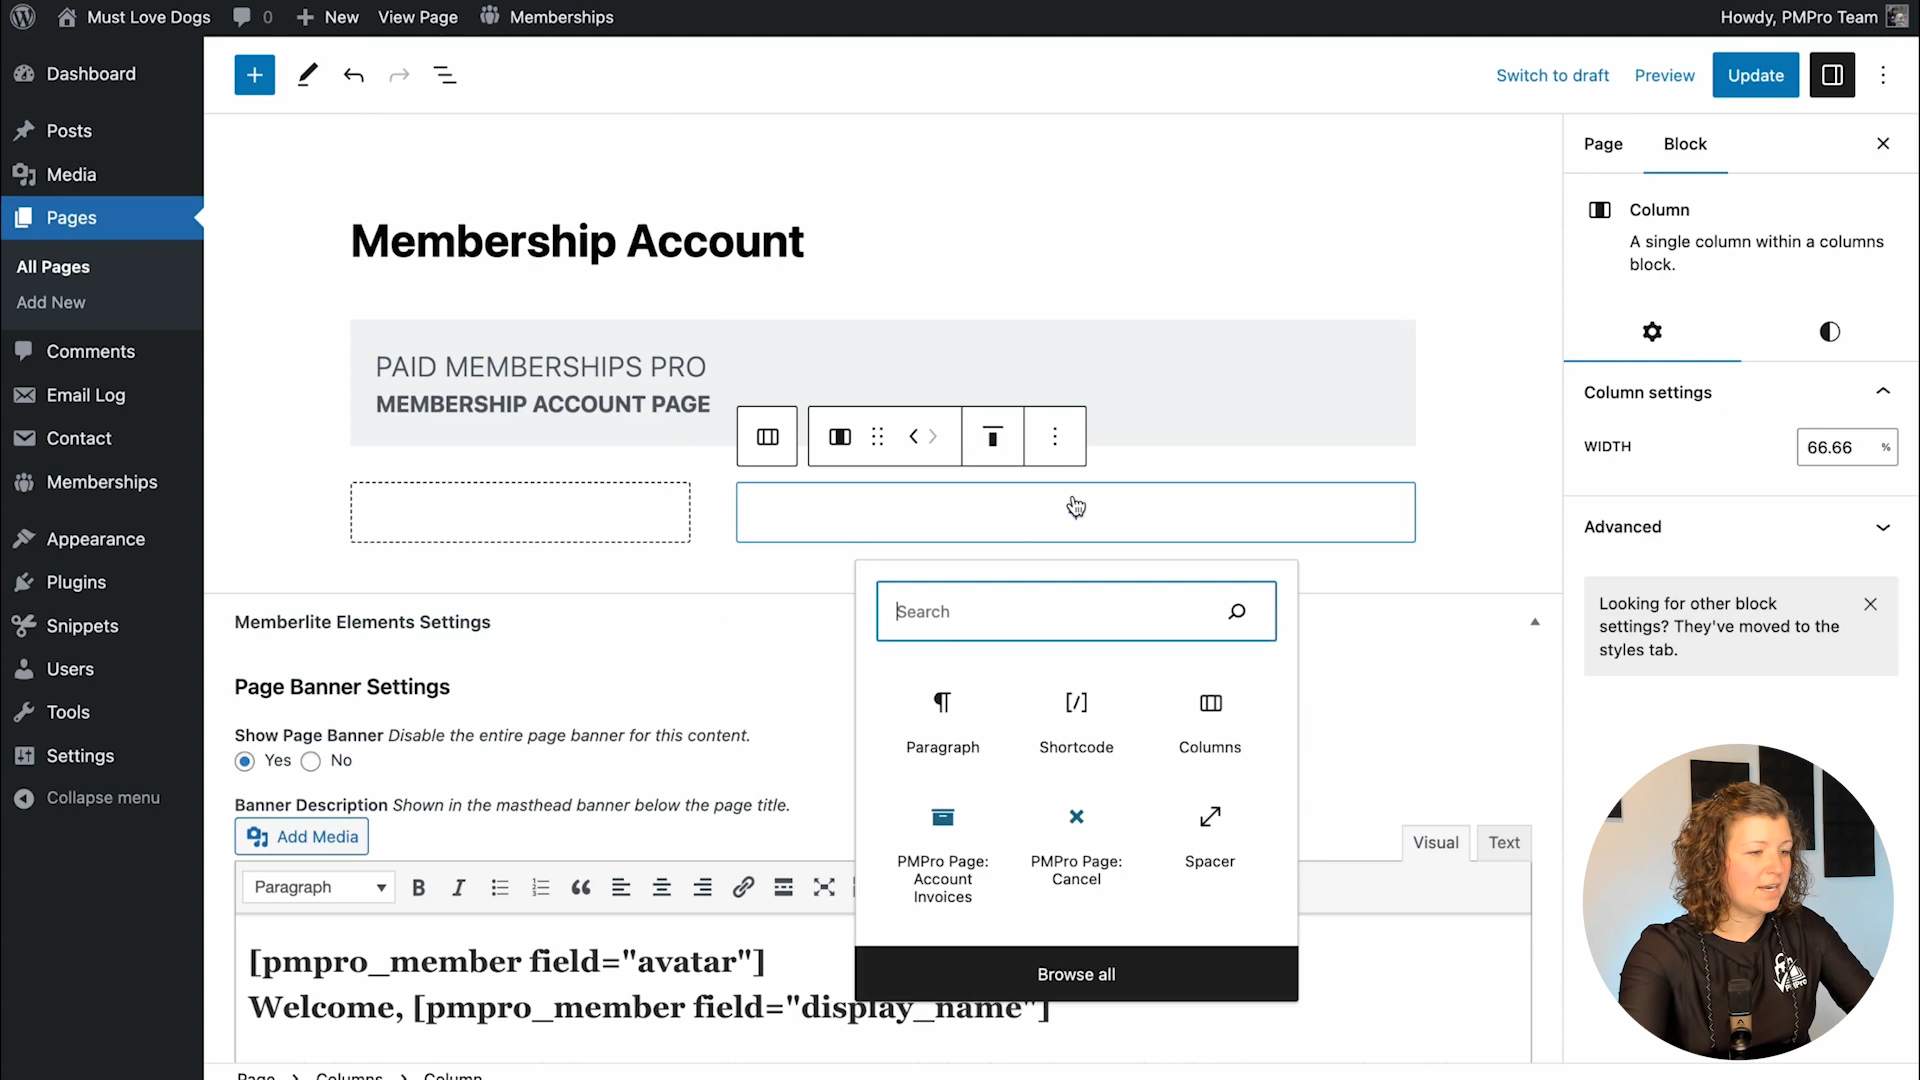 Must Love Dogs
0
New
View Page
Memberships
Howdy, PMPro Team
Dashboard
Posts
Media
Pages
All Pages
Add New
Comments
Email Log
Contact
Memberships
Appearance
Plugins
Snippets
Users
Tools
Settings
Collapse menu
Switch to draft
Preview
Update
Membership Account
PAID MEMBERSHIPS PRO
MEMBERSHIP ACCOUNT PAGE
Memberlite Elements Settings
Page Banner Settings
Show Page Banner Disable the entire page banner for this content.
Yes
No
Banner Description Shown in the masthead banner below the page title.
Add Media
Visual
Text
Paragraph
[pmpro_member field="avatar"]
Welcome, [pmpro_member field="display_name"]
Page > Columns > Column
Search
Paragraph
Shortcode
Columns
PMPro Page:
Account
Invoices
PMPro Page:
Cancel
Spacer
Browse all
Page
Block
Column
A single column within a columns
block.
Column settings
WIDTH
66.66 %
Advanced
Looking for other block
settings? They've moved to the
styles tab.
PMPro